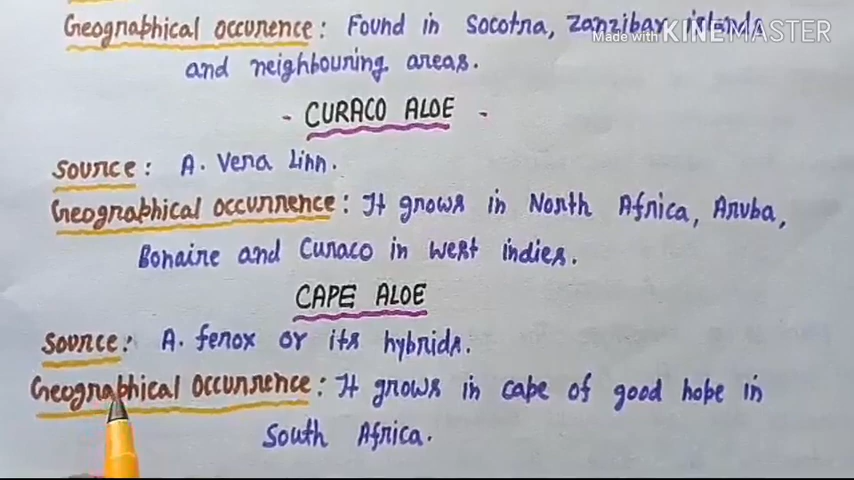 Geographical occurence : Found in Socotra, Zanzibar islands
Made with KINEMASTER
and neighbouring areas.
- CURACO ALOE -
Source : A. Vera Linn.
Geographical occurrence : It grows in North Africa, Aruba,
Bonaire and Curaco in west indies.
CAPE ALOE
Source : A. ferox or its hybrids.
Geographical Occurrence : It grows in cape of good hope in
South Africa.